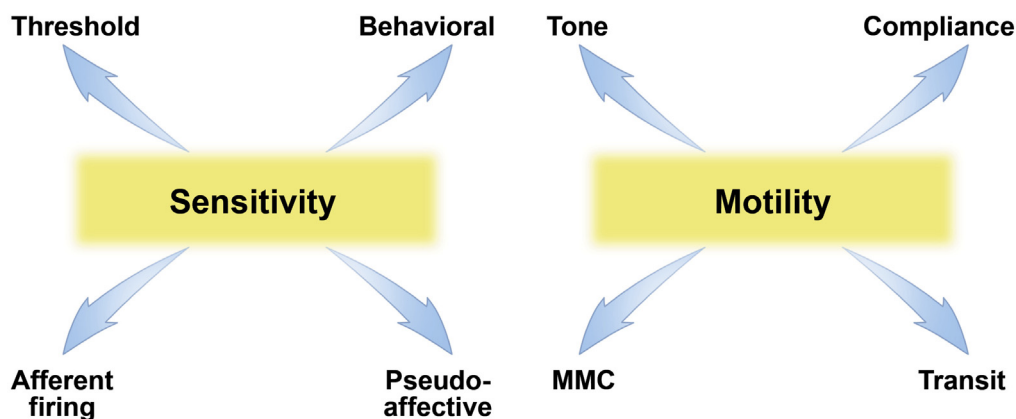 Threshold
Behavioral
Tone
Compliance
Sensitivity
Motility
Afferent
firing
Pseudo-
affective
MMC
Transit